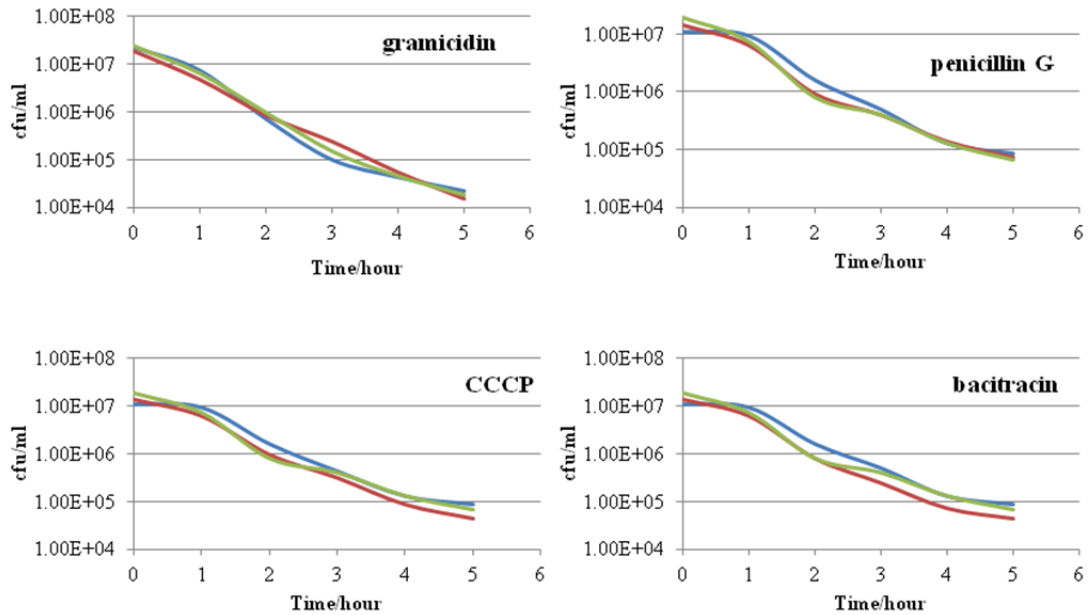 gramicidin
cfu/ml
1.00E+08
1.00E+07
1.00E+06
1.00E+05
1.00E+04
0 1 2 3 4 5 6
Time/hour
penicillin G
cfu/ml
1.00E+07
1.00E+06
1.00E+05
1.00E+04
0 1 2 3 4 5 6
Time/hour
CCCP
cfu/ml
1.00E+08
1.00E+07
1.00E+06
1.00E+05
1.00E+04
0 1 2 3 4 5 6
Time/hour
bacitracin
cfu/ml
1.00E+08
1.00E+07
1.00E+06
1.00E+05
1.00E+04
0 1 2 3 4 5 6
Time/hour